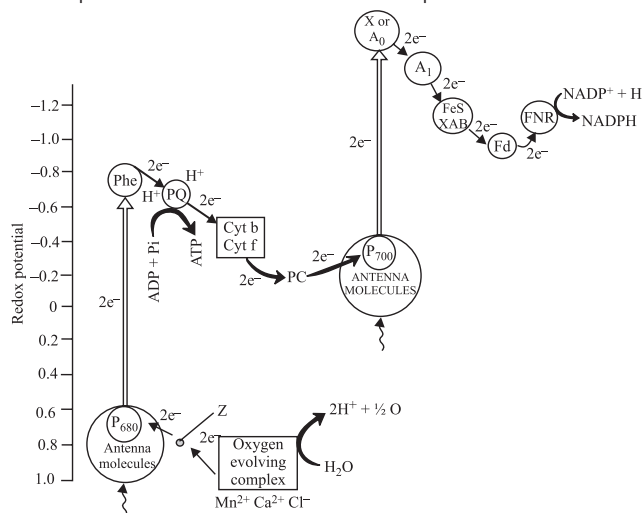 X or
A₀
2e⁻
A₁
2e⁻
FeS
XAB
2e⁻
Fd
2e⁻
FNR
NADP⁺ + H
NADPH
2e⁻
Redox potential
–1.2
–1.0
–0.8
–0.6
–0.4
–0.2
0
0.2
0.4
0.6
0.8
1.0
Phe
2e⁻
H⁺
H⁺
PQ
2e⁻
ADP + Pi
ATP
Cyt b
Cyt f
2e⁻
PC
2e⁻
P₇₀₀
ANTENNA
MOLECULES
2e⁻
P₆₈₀
Antenna
molecules
2e⁻
Z
2e⁻
Oxygen
evolving
complex
2H⁺ + ½ O
H₂O
Mn²⁺ Ca²⁺ Cl⁻